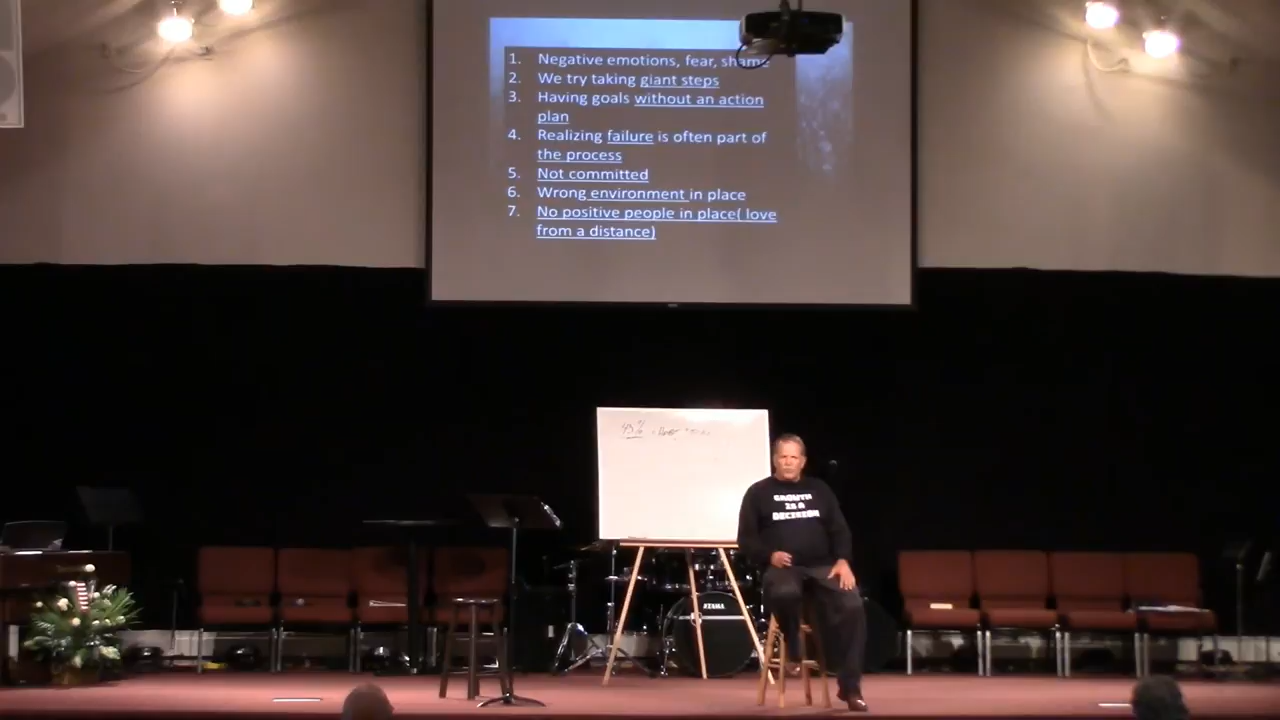 1. Negative emotions, fear, shame
2. We try taking giant steps
3. Having goals without an action
plan
4. Realizing failure is often part of
the process
5. Not committed
6. Wrong environment in place
7. No positive people in place( love
from a distance)
43%
GROWTH
IS A
DECISION
TAMA